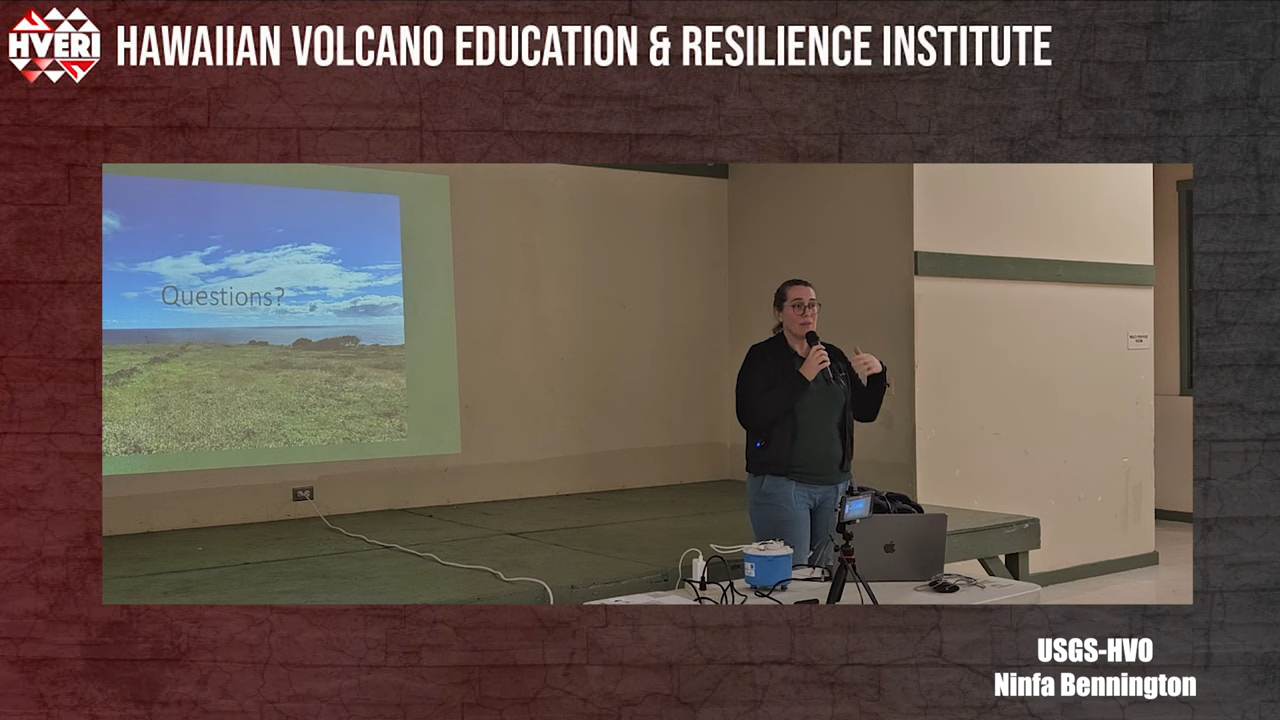 HVERI
HAWAIIAN VOLCANO EDUCATION & RESILIENCE INSTITUTE
Questions?
USGS-HVO
Ninfa Bennington